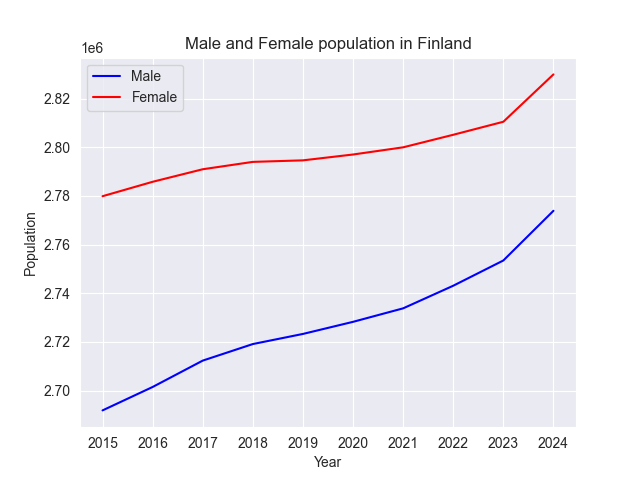 Male and Female population in Finland
1e6
Male
Female
2.82
2.80
2.78
2.76
2.74
2.72
2.70
Population
2015 2016 2017 2018 2019 2020 2021 2022 2023 2024
Year